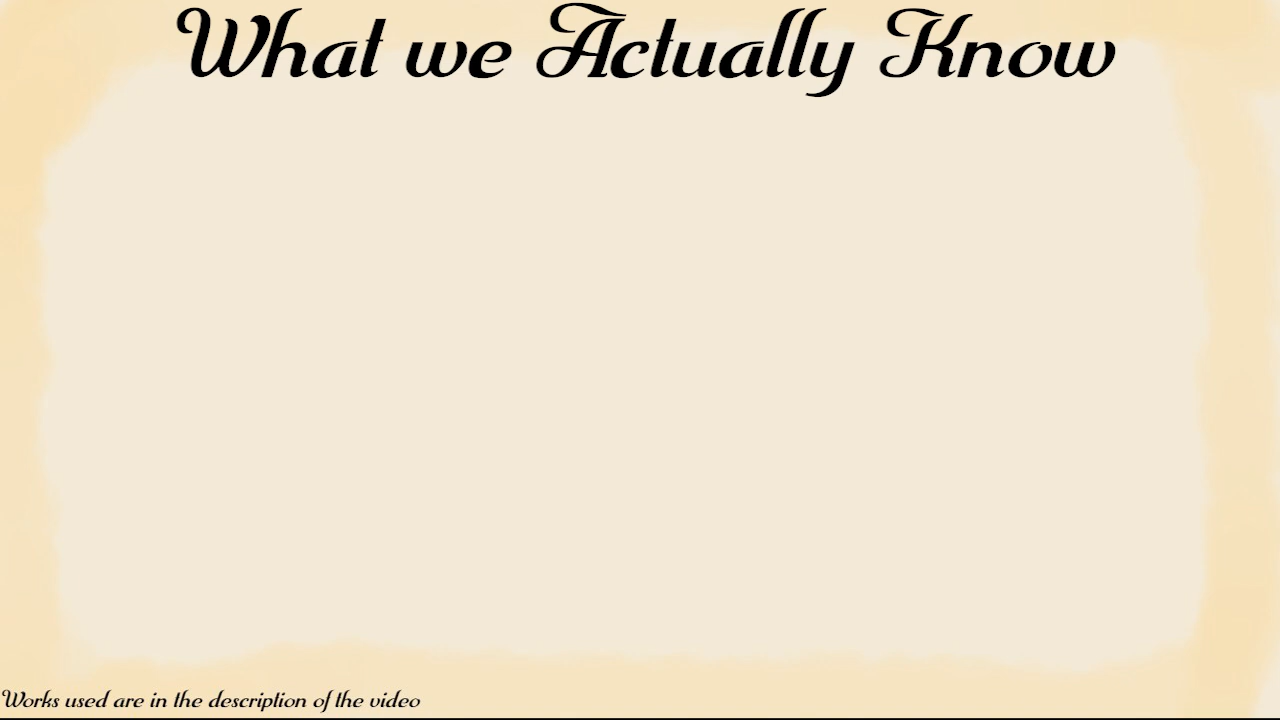 What we Actually Know
Works used are in the description of the video